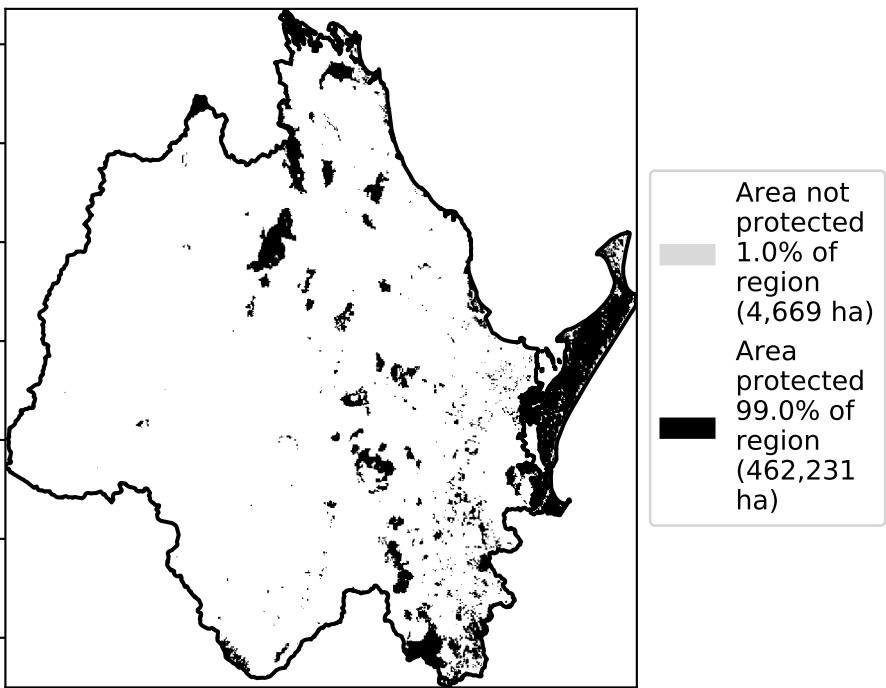 Area not
protected
1.0% of
region
(4,669 ha)
Area
protected
99.0% of
region
(462,231
ha)